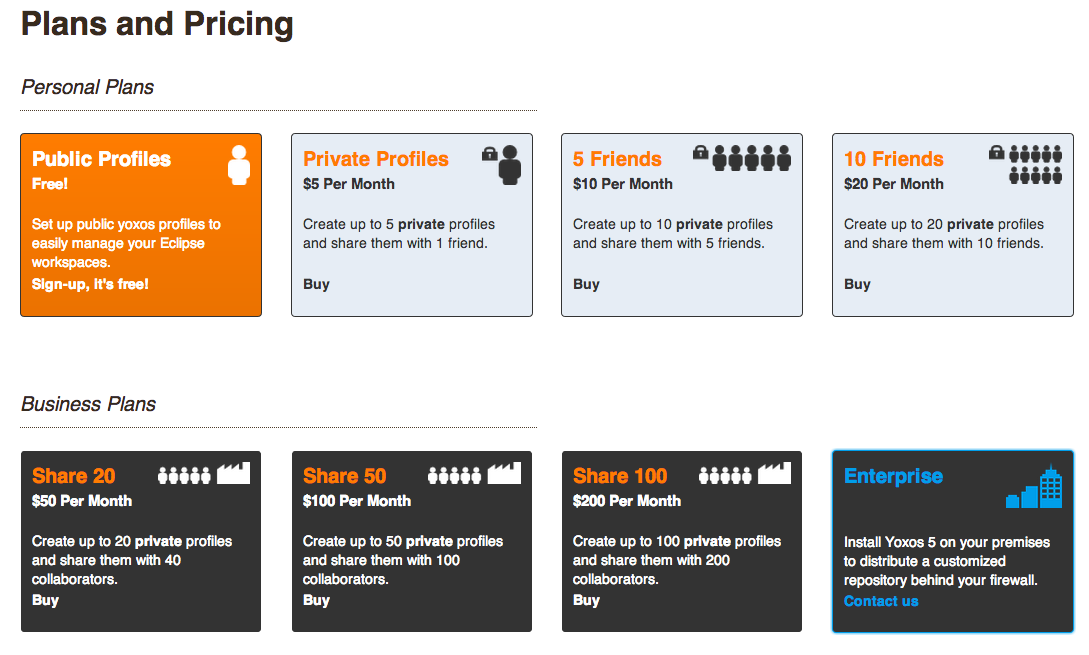 Plans and Pricing
Personal Plans
Public Profiles
Free!
Set up public yoxos profiles to
easily manage your Eclipse
workspaces.
Sign-up, It's free!
Private Profiles
$5 Per Month
Create up to 5 private profiles
and share them with 1 friend.
Buy
5 Friends
$10 Per Month
Create up to 10 private profiles
and share them with 5 friends.
Buy
10 Friends
$20 Per Month
Create up to 20 private profiles
and share them with 10 friends.
Buy
Business Plans
Share 20
$50 Per Month
Create up to 20 private profiles
and share them with 40
collaborators.
Buy
Share 50
$100 Per Month
Create up to 50 private profiles
and share them with 100
collaborators.
Buy
Share 100
$200 Per Month
Create up to 100 private profiles
and share them with 200
collaborators.
Buy
Enterprise
Install Yoxos 5 on your premises
to distribute a customized
repository behind your firewall.
Contact us